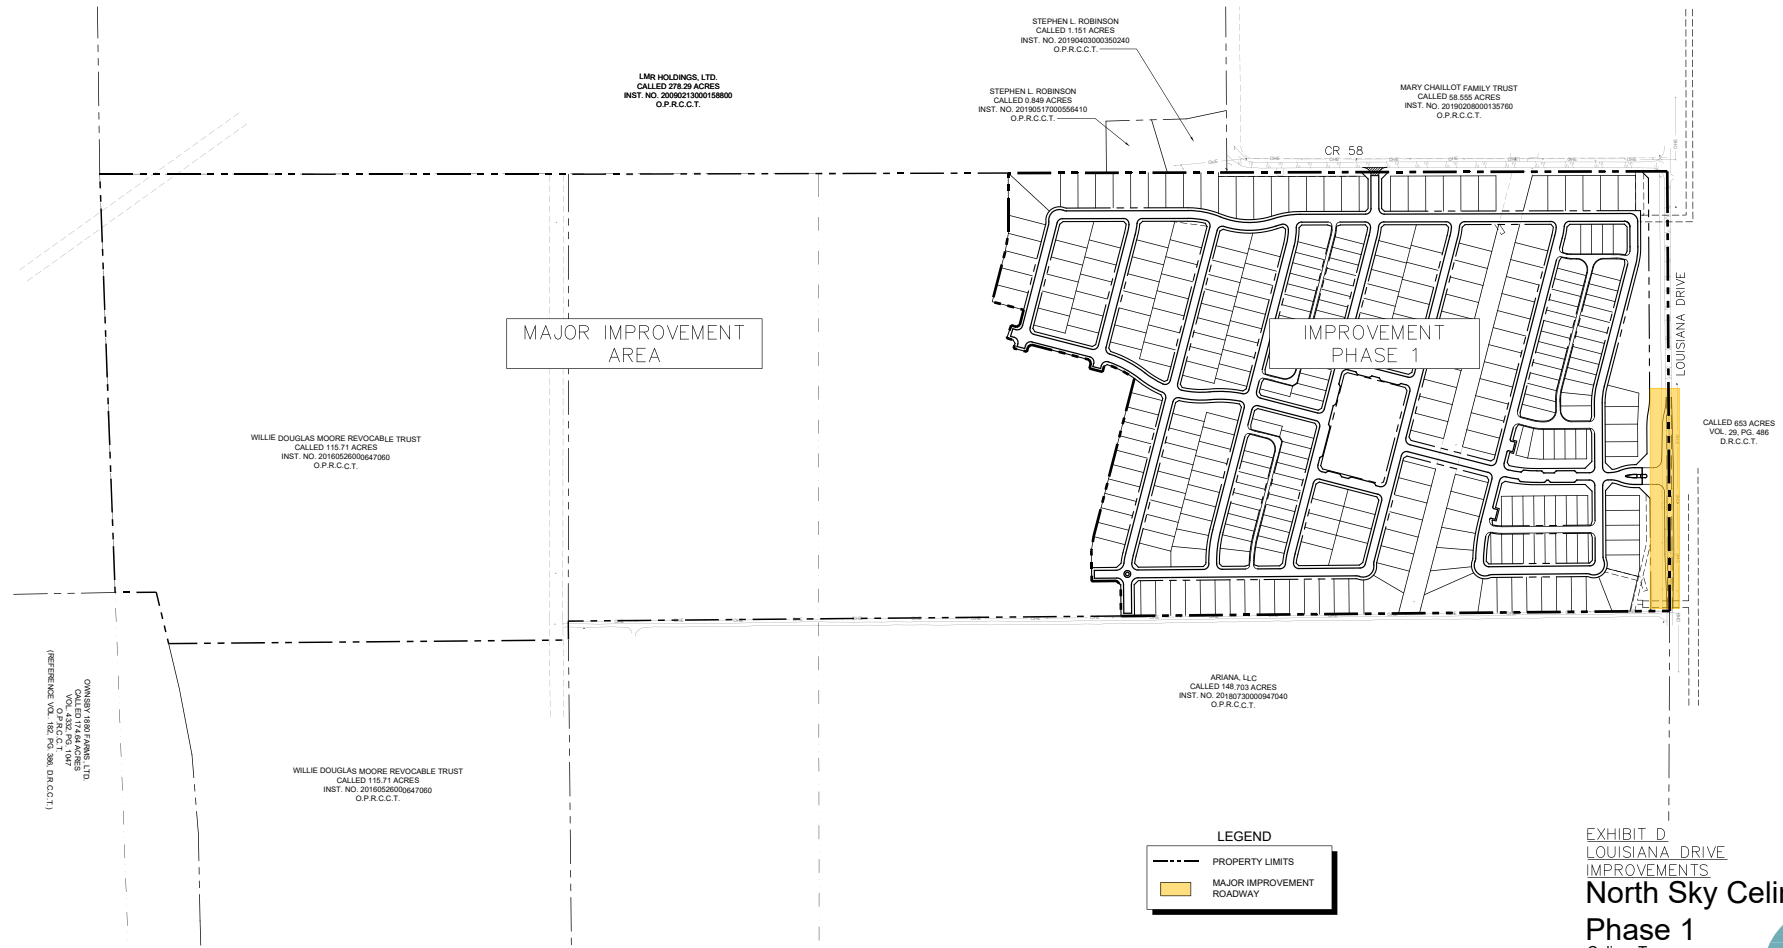 STEPHEN L. ROBINSON
CALLED 1.151 ACRES
INST. NO. 20190403000350240
O.P.R.C.C.T.
LMR HOLDINGS, LTD.
CALLED 278.29 ACRES
INST. NO. 20090213000158800
O.P.R.C.C.T.
STEPHEN L. ROBINSON
CALLED 0.849 ACRES
INST. NO. 20190517000556410
O.P.R.C.C.T.
MARY CHAILLOT FAMILY TRUST
CALLED 58.555 ACRES
INST. NO. 20190208000135760
O.P.R.C.C.T.
CR 58
LOUISIANA DRIVE
MAJOR IMPROVEMENT
AREA
IMPROVEMENT
PHASE 1
WILLIE DOUGLAS MOORE REVOCABLE TRUST
CALLED 115.71 ACRES
INST. NO. 20160526000647060
O.P.R.C.C.T.
CALLED 653 ACRES
VOL. 29, PG. 486
D.R.C.C.T.
OWNSBY 1880 FARMS, LTD.
CALLED 174.64 ACRES
VOL. 4332, PG. 1047
O.P.R.C.C.T.
(REFERENCE VOL. 182, PG. 386, D.R.C.C.T.)
ARIANA, LLC
CALLED 148.703 ACRES
INST. NO. 20180730000947040
O.P.R.C.C.T.
WILLIE DOUGLAS MOORE REVOCABLE TRUST
CALLED 115.71 ACRES
INST. NO. 20160526000647060
O.P.R.C.C.T.
LEGEND
PROPERTY LIMITS
MAJOR IMPROVEMENT
ROADWAY
EXHIBIT D
LOUISIANA DRIVE
IMPROVEMENTS
North Sky Celin
Phase 1